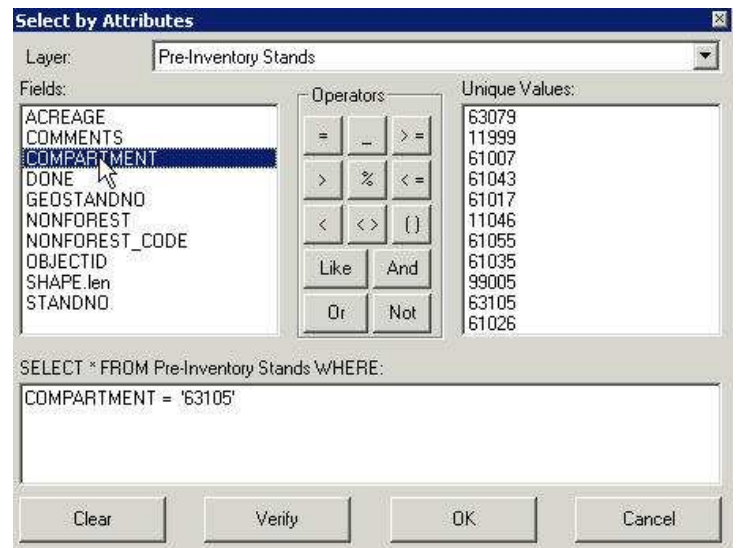 Select by Attributes
Layer: Pre-Inventory Stands
Fields:
ACREAGE
COMMENTS
COMPARTMENT
DONE
GEOSTANDNO
NONFOREST
NONFOREST_CODE
OBJECTID
SHAPE.len
STANDNO
Operators
= _ > =
> % < =
< < > ()
Like And
Or Not
Unique Values:
63079
11999
61007
61043
61017
11046
61055
61035
99005
63105
61026
SELECT * FROM Pre-Inventory Stands WHERE:
COMPARTMENT = '63105'
Clear Verify OK Cancel